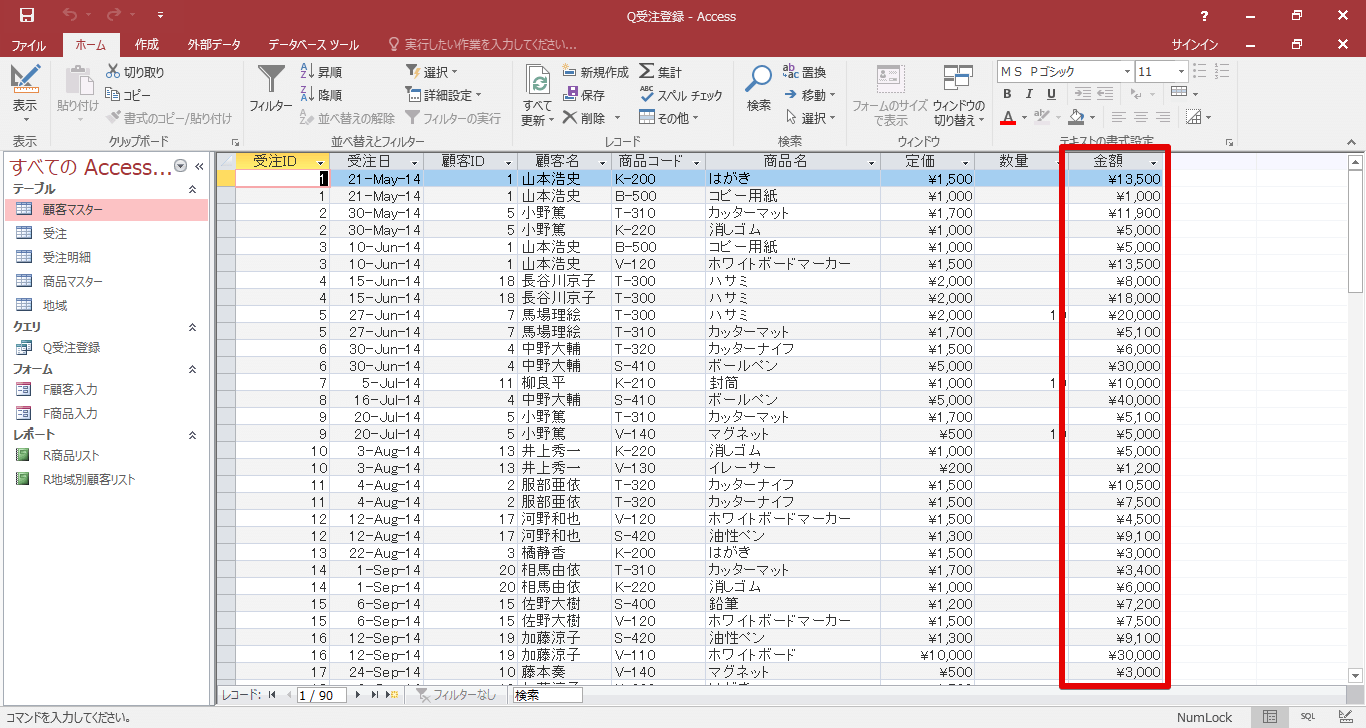 Q受注登録 - Access
ファイル ホーム 作成 外部データ データベース ツール 実行したい作業を入力してください... サインイン
表示 貼り付け 切り取り コピー 書式のコピー/貼り付け
フィルター 昇順 降順 並べ替えの解除 選択 詳細設定 フィルターの実行
すべて更新 新規作成 保存 削除 集計 スペル チェック その他
検索 置換 移動 選択
フォームのサイズで表示 ウィンドウの切り替え
MS Pゴシック 11
B I U
表示 クリップボード 並べ替えとフィルター レコード 検索 ウィンドウ テキストの書式設定
すべての Access...
テーブル
顧客マスター
受注
受注明細
商品マスター
地域
クエリ
Q受注登録
フォーム
F顧客入力
F商品入力
レポート
R商品リスト
R地域別顧客リスト
受注ID 受注日 顧客ID 顧客名 商品コード 商品名 定価 数量 金額
1 21-May-14 1 山本浩史 K-200 はがき ¥1,500 ¥13,500
1 21-May-14 1 山本浩史 B-500 コピー用紙 ¥1,000 ¥1,000
2 30-May-14 5 小野篤 T-310 カッターマット ¥1,700 ¥11,900
2 30-May-14 5 小野篤 K-220 消しゴム ¥1,000 ¥5,000
3 10-Jun-14 1 山本浩史 B-500 コピー用紙 ¥1,000 ¥5,000
3 10-Jun-14 1 山本浩史 V-120 ホワイトボードマーカー ¥1,500 ¥13,500
4 15-Jun-14 18 長谷川京子 T-300 ハサミ ¥2,000 ¥8,000
4 15-Jun-14 18 長谷川京子 T-300 ハサミ ¥2,000 ¥18,000
5 27-Jun-14 7 馬場理絵 T-300 ハサミ ¥2,000 ¥20,000
5 27-Jun-14 7 馬場理絵 T-310 カッターマット ¥1,700 ¥5,100
6 30-Jun-14 4 中野大輔 T-320 カッターナイフ ¥1,500 ¥6,000
6 30-Jun-14 4 中野大輔 S-410 ボールペン ¥5,000 ¥30,000
7 5-Jul-14 11 柳良平 K-210 封筒 ¥1,000 ¥10,000
8 16-Jul-14 4 中野大輔 S-410 ボールペン ¥5,000 ¥40,000
9 20-Jul-14 5 小野篤 T-310 カッターマット ¥1,700 ¥5,100
9 20-Jul-14 5 小野篤 V-140 マグネット ¥500 ¥5,000
10 3-Aug-14 13 井上秀一 K-220 消しゴム ¥1,000 ¥5,000
10 3-Aug-14 13 井上秀一 V-130 イレーサー ¥200 ¥1,200
11 4-Aug-14 2 服部亜依 T-320 カッターナイフ ¥1,500 ¥10,500
11 4-Aug-14 2 服部亜依 T-320 カッターナイフ ¥1,500 ¥7,500
12 12-Aug-14 17 河野和也 V-120 ホワイトボードマーカー ¥1,500 ¥4,500
12 12-Aug-14 17 河野和也 S-420 油性ペン ¥1,300 ¥9,100
13 22-Aug-14 3 橘静香 K-200 はがき ¥1,500 ¥3,000
14 1-Sep-14 20 相馬由依 T-310 カッターマット ¥1,700 ¥3,400
14 1-Sep-14 20 相馬由依 K-220 消しゴム ¥1,000 ¥6,000
15 6-Sep-14 15 佐野大樹 S-400 鉛筆 ¥1,200 ¥7,200
15 6-Sep-14 15 佐野大樹 V-120 ホワイトボードマーカー ¥1,500 ¥7,500
16 12-Sep-14 19 加藤涼子 S-420 油性ペン ¥1,300 ¥9,100
16 12-Sep-14 19 加藤涼子 V-110 ホワイトボード ¥10,000 ¥30,000
17 24-Sep-14 10 藤本奏 V-140 マグネット ¥500 ¥3,000
レコード: 1 / 90 フィルターなし 検索
コマンドを入力してください。 NumLock SQL